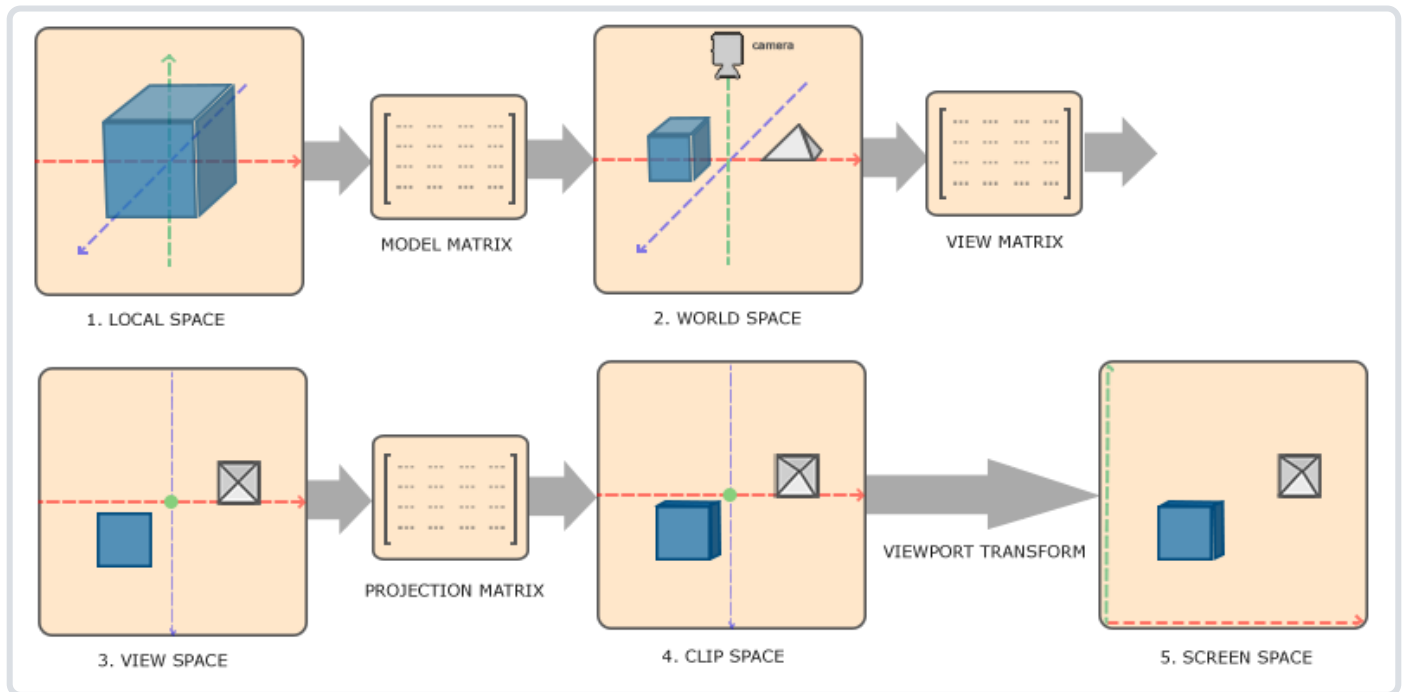 camera
MODEL MATRIX
VIEW MATRIX
1. LOCAL SPACE
2. WORLD SPACE
PROJECTION MATRIX
VIEWPORT TRANSFORM
3. VIEW SPACE
4. CLIP SPACE
5. SCREEN SPACE